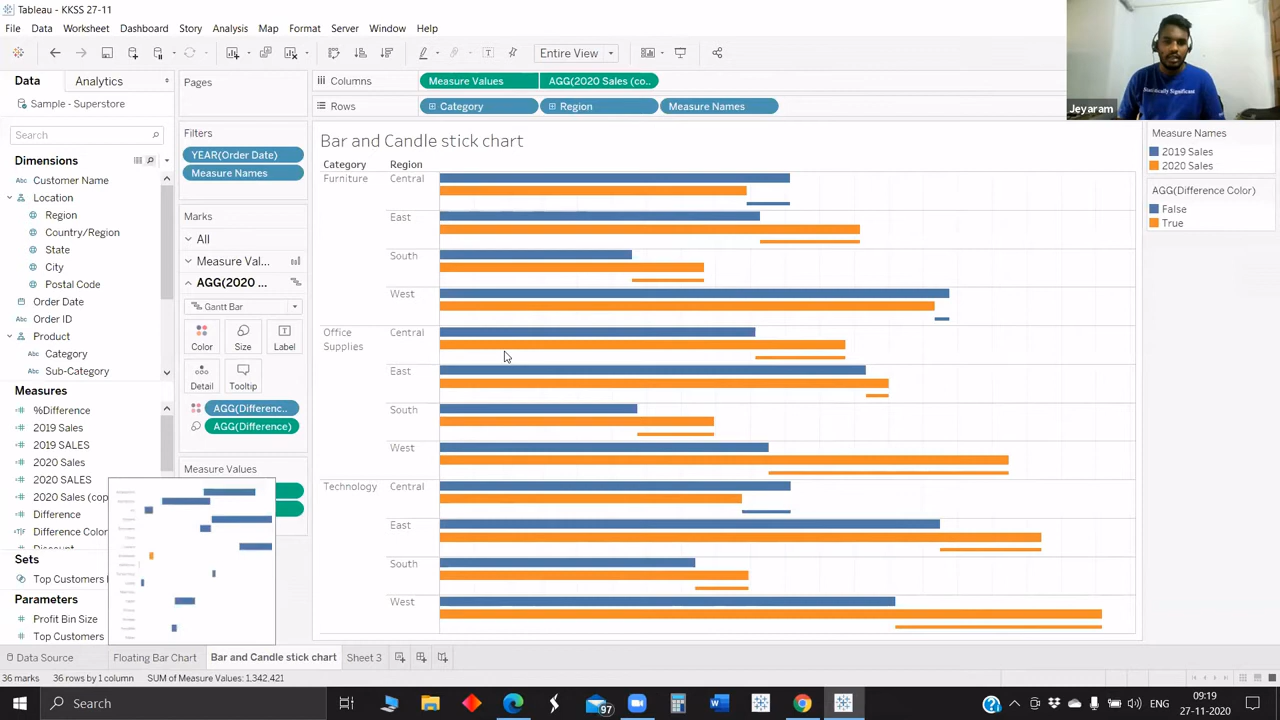 Tableau - KKSS 27-11
File Data Worksheet Dashboard Story Analysis Map Format Server Window Help
Entire View
Jeyaram
Data Analytics
Sample - Superstore
Search
Dimensions
Abc Customer Name
Location
Region
Country/Region
State
City
Postal Code
Order Date
Abc Order ID
Product
Abc Category
Abc Sub-Category
Measures
%Difference
2019 Sales
2019 SALES
2020 Sales
2020 SALES
2020 Sales (cop
Difference
Difference Color
Discount
Sets
Top Customers
Parameters
Profit Bin Size
Top Customers
Pages
Filters
YEAR(Order Date)
Measure Names
Marks
All
Measure Val...
AGG(2020 ...
Gantt Bar
Color Size Label
Detail Tooltip
AGG(Differenc..
AGG(Difference)
Measure Values
Columns Measure Values AGG(2020 Sales (co..
Rows Category Region Measure Names
Bar and Candle stick chart
Category Region
Furniture Central
East
South
West
Office Supplies Central
East
South
West
Technology Central
East
South
West
Measure Names
2019 Sales
2020 Sales
AGG(Difference Color)
False
True
Data Source Floating Bar Chart Bar and Candle stick chart Sheet 3
36 marks 36 rows by 1 column SUM of Measure Values: 1,342,421
Search
97
ENG
09:19
27-11-2020
Statistically Significant